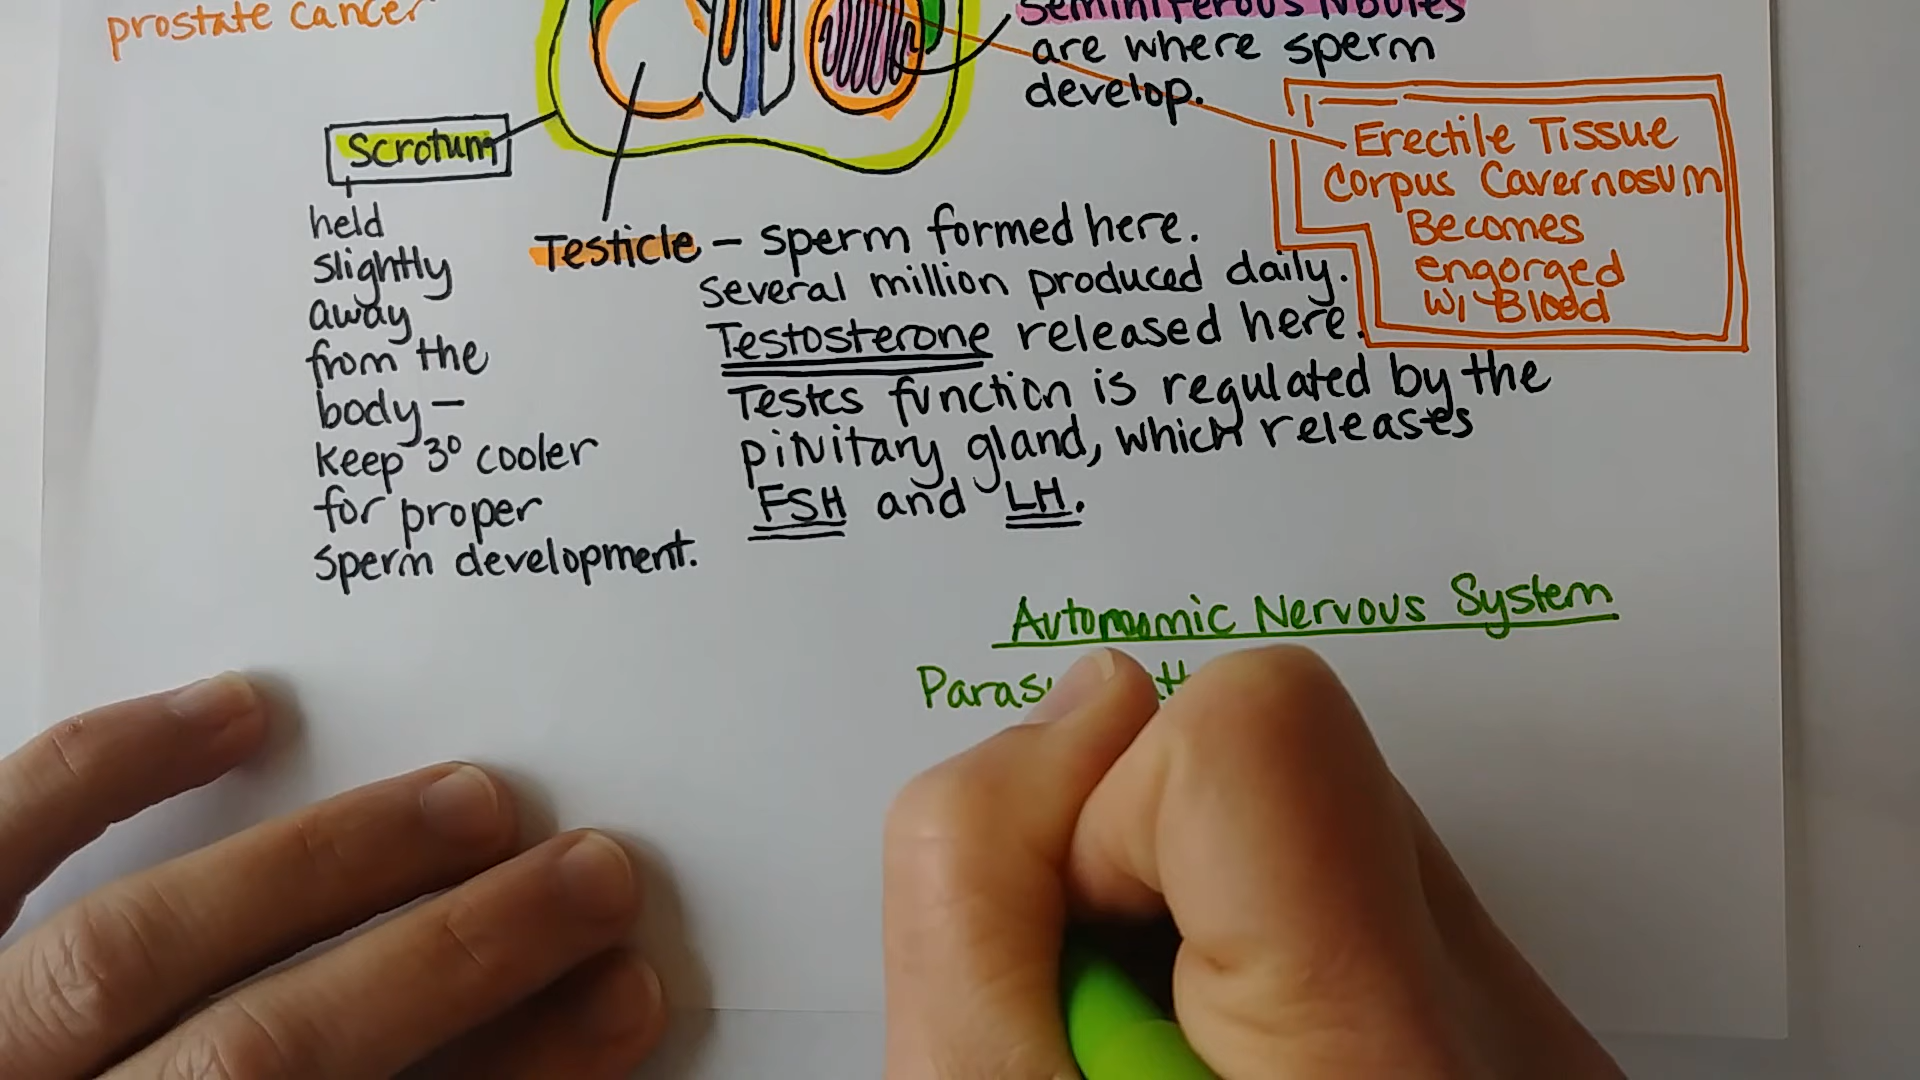 prostate cancer
Seminiferous Tubules
are where sperm
develop.
Erectile Tissue
Corpus Cavernosum
Becomes
engorged
w/ Blood
Scrotum
held
slightly
away
from the
body –
keep 3° cooler
for proper
sperm development.
Testicle – sperm formed here.
several million produced daily.
Testosterone released here.
Testes function is regulated by the
pituitary gland, which releases
FSH and LH.
Autonomic Nervous System